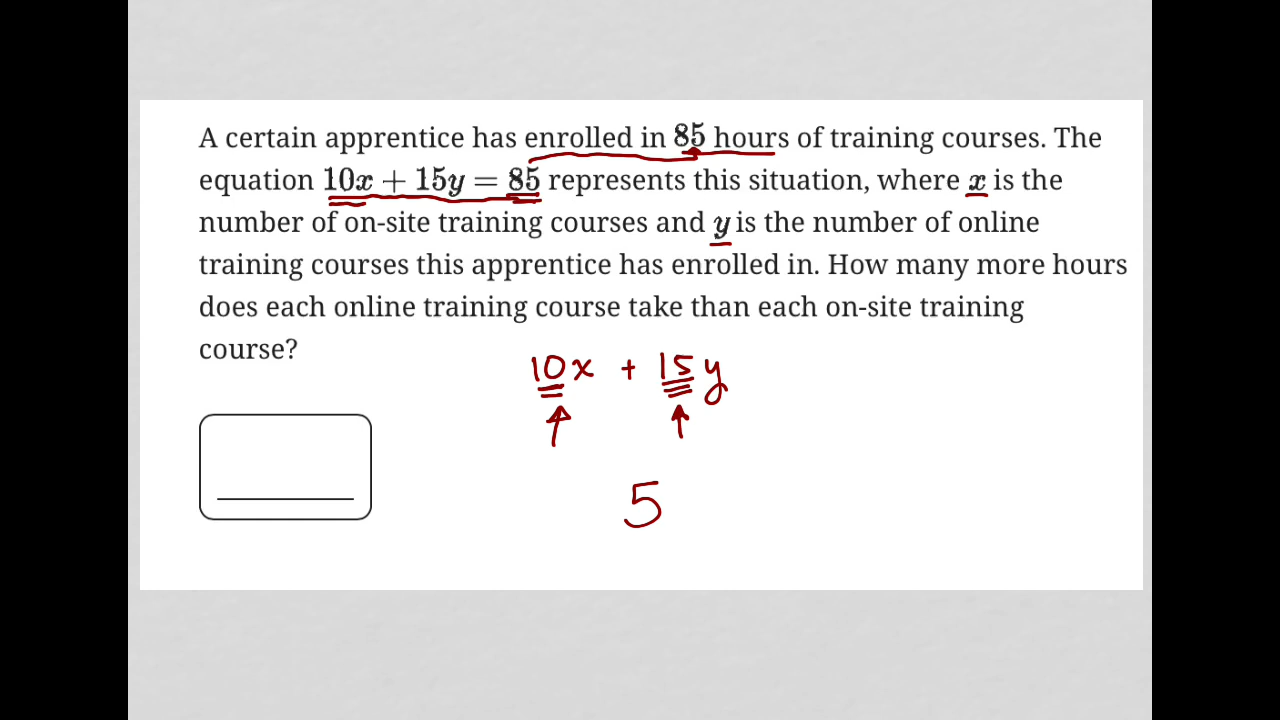 A certain apprentice has enrolled in 85 hours of training courses. The
equation 10x + 15y = 85 represents this situation, where x is the
number of on-site training courses and y is the number of online
training courses this apprentice has enrolled in. How many more hours
does each online training course take than each on-site training
course?
10x + 15y
5